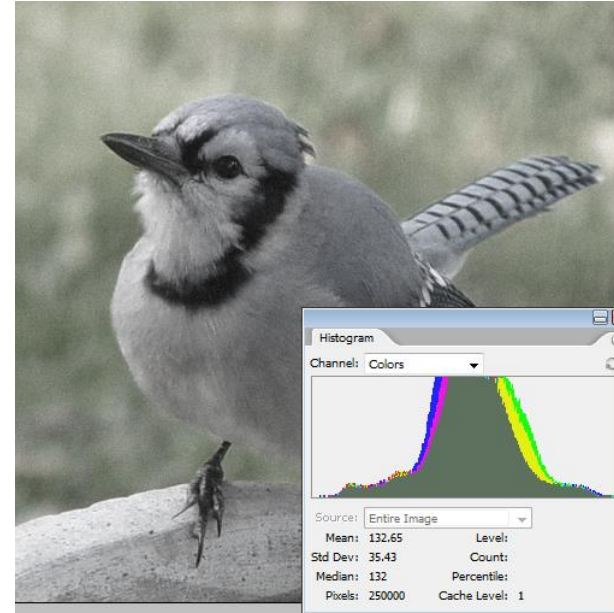 Histogram
Channel: Colors
Source: Entire Image
Mean: 132.65 Level:
Std Dev: 35.43 Count:
Median: 132 Percentile:
Pixels: 250000 Cache Level: 1